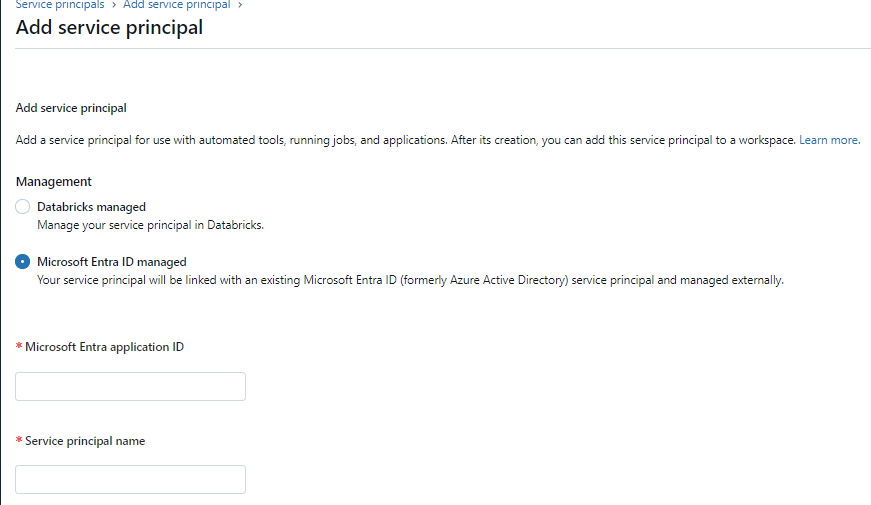 Service principals > Add service principal >
Add service principal
Add service principal
Add a service principal for use with automated tools, running jobs, and applications. After its creation, you can add this service principal to a workspace. Learn more.
Management
Databricks managed
Manage your service principal in Databricks.
Microsoft Entra ID managed
Your service principal will be linked with an existing Microsoft Entra ID (formerly Azure Active Directory) service principal and managed externally.
* Microsoft Entra application ID
* Service principal name